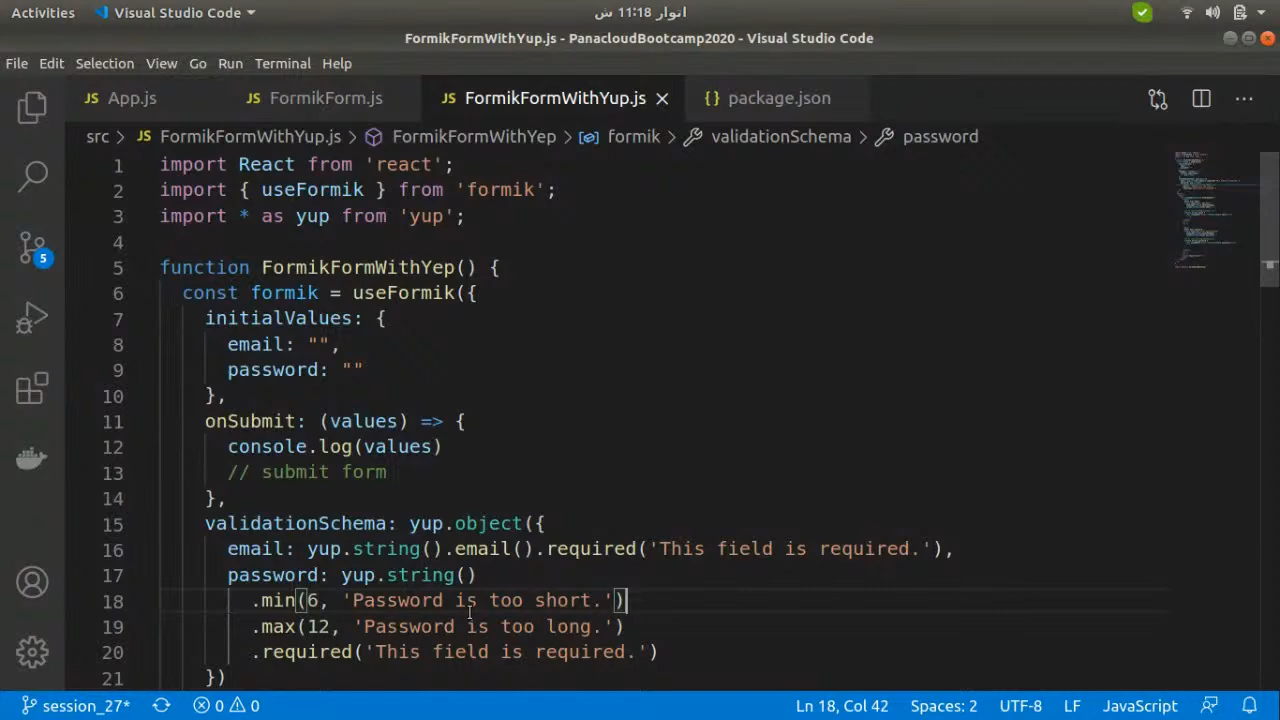 Activities Visual Studio Code انوار 11:18 ش
FormikFormWithYup.js - PanacloudBootcamp2020 - Visual Studio Code
File Edit Selection View Go Run Terminal Help
JS App.js JS FormikForm.js JS FormikFormWithYup.js {} package.json
src > JS FormikFormWithYup.js > FormikFormWithYep > formik > validationSchema > password
1 import React from 'react';
2 import { useFormik } from 'formik';
3 import * as yup from 'yup';
4
5 function FormikFormWithYep() {
6 const formik = useFormik({
7 initialValues: {
8 email: "",
9 password: ""
10 },
11 onSubmit: (values) => {
12 console.log(values)
13 // submit form
14 },
15 validationSchema: yup.object({
16 email: yup.string().email().required('This field is required.'),
17 password: yup.string()
18 .min(6, 'Password is too short.')
19 .max(12, 'Password is too long.')
20 .required('This field is required.')
21 })
5
session_27* 0 0 Ln 18, Col 42 Spaces: 2 UTF-8 LF JavaScript